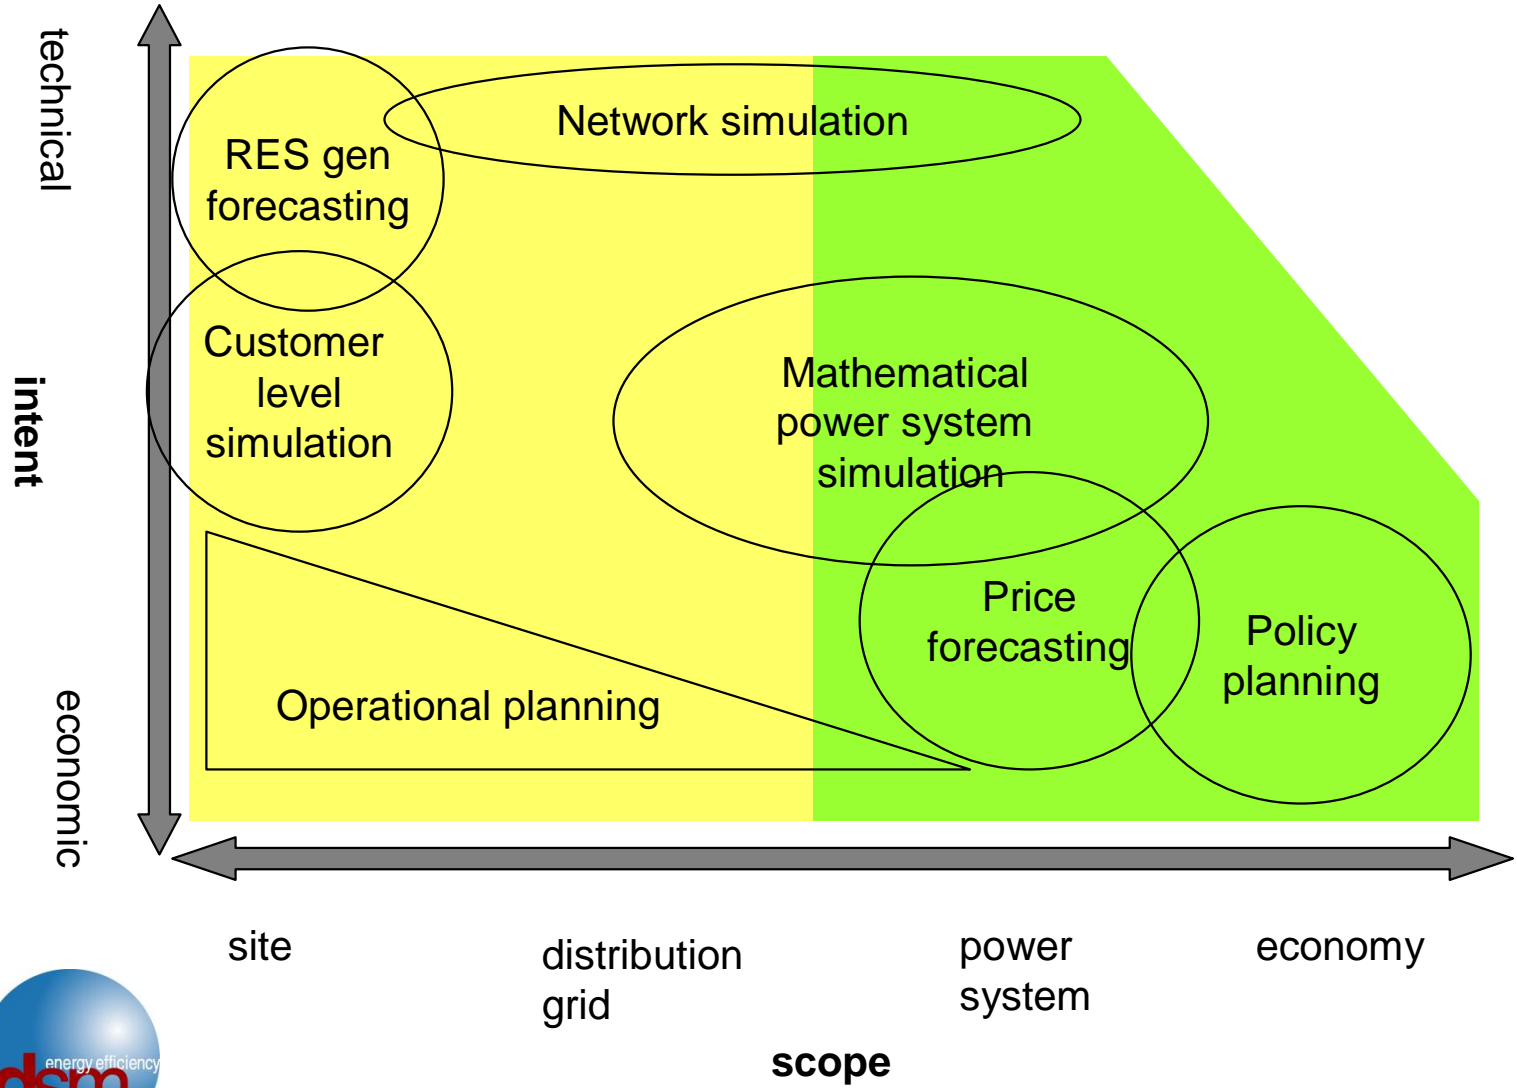 technical
intent
economic
RES gen
forecasting
Network simulation
Customer
level
simulation
Mathematical
power system
simulation
Price
forecasting
Policy
planning
Operational planning
site
distribution
grid
power
system
economy
scope
energy efficiency
dsm